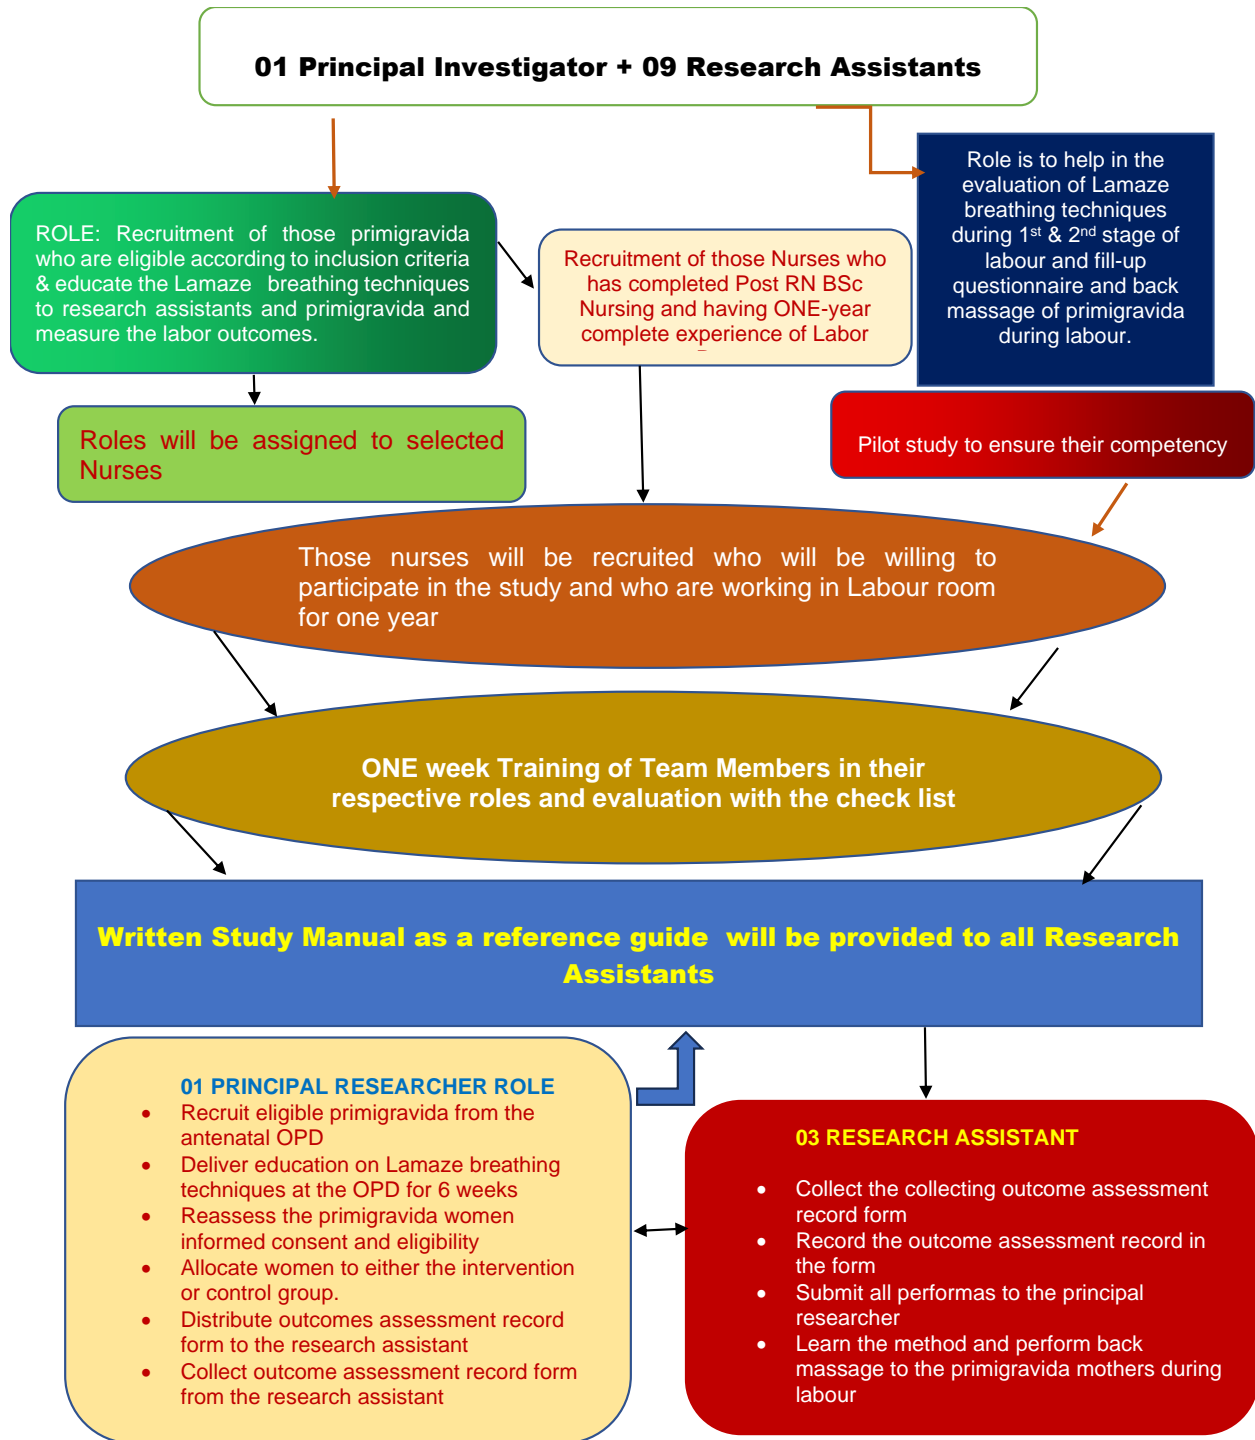 01 Principal Investigator + 09 Research Assistants
ROLE: Recruitment of those primigravida
who are eligible according to inclusion criteria
& educate the Lamaze breathing techniques
to research assistants and primigravida and
measure the labor outcomes.
Recruitment of those Nurses who
has completed Post RN BSc
Nursing and having ONE-year
complete experience of Labor
Role is to help in the
evaluation of Lamaze
breathing techniques
during 1st & 2nd stage of
labour and fill-up
questionnaire and back
massage of primigravida
during labour.
Roles will be assigned to selected
Nurses
Pilot study to ensure their competency
Those nurses will be recruited who will be willing to
participate in the study and who are working in Labour room
for one year
ONE week Training of Team Members in their
respective roles and evaluation with the check list
Written Study Manual as a reference guide will be provided to all Research
Assistants
01 PRINCIPAL RESEARCHER ROLE
• Recruit eligible primigravida from the
antenatal OPD
• Deliver education on Lamaze breathing
techniques at the OPD for 6 weeks
• Reassess the primigravida women
informed consent and eligibility
• Allocate women to either the intervention
or control group.
• Distribute outcomes assessment record
form to the research assistant
• Collect outcome assessment record form
from the research assistant
03 RESEARCH ASSISTANT
• Collect the collecting outcome assessment
record form
• Record the outcome assessment record in
the form
• Submit all performas to the principal
researcher
• Learn the method and perform back
massage to the primigravida mothers during
labour